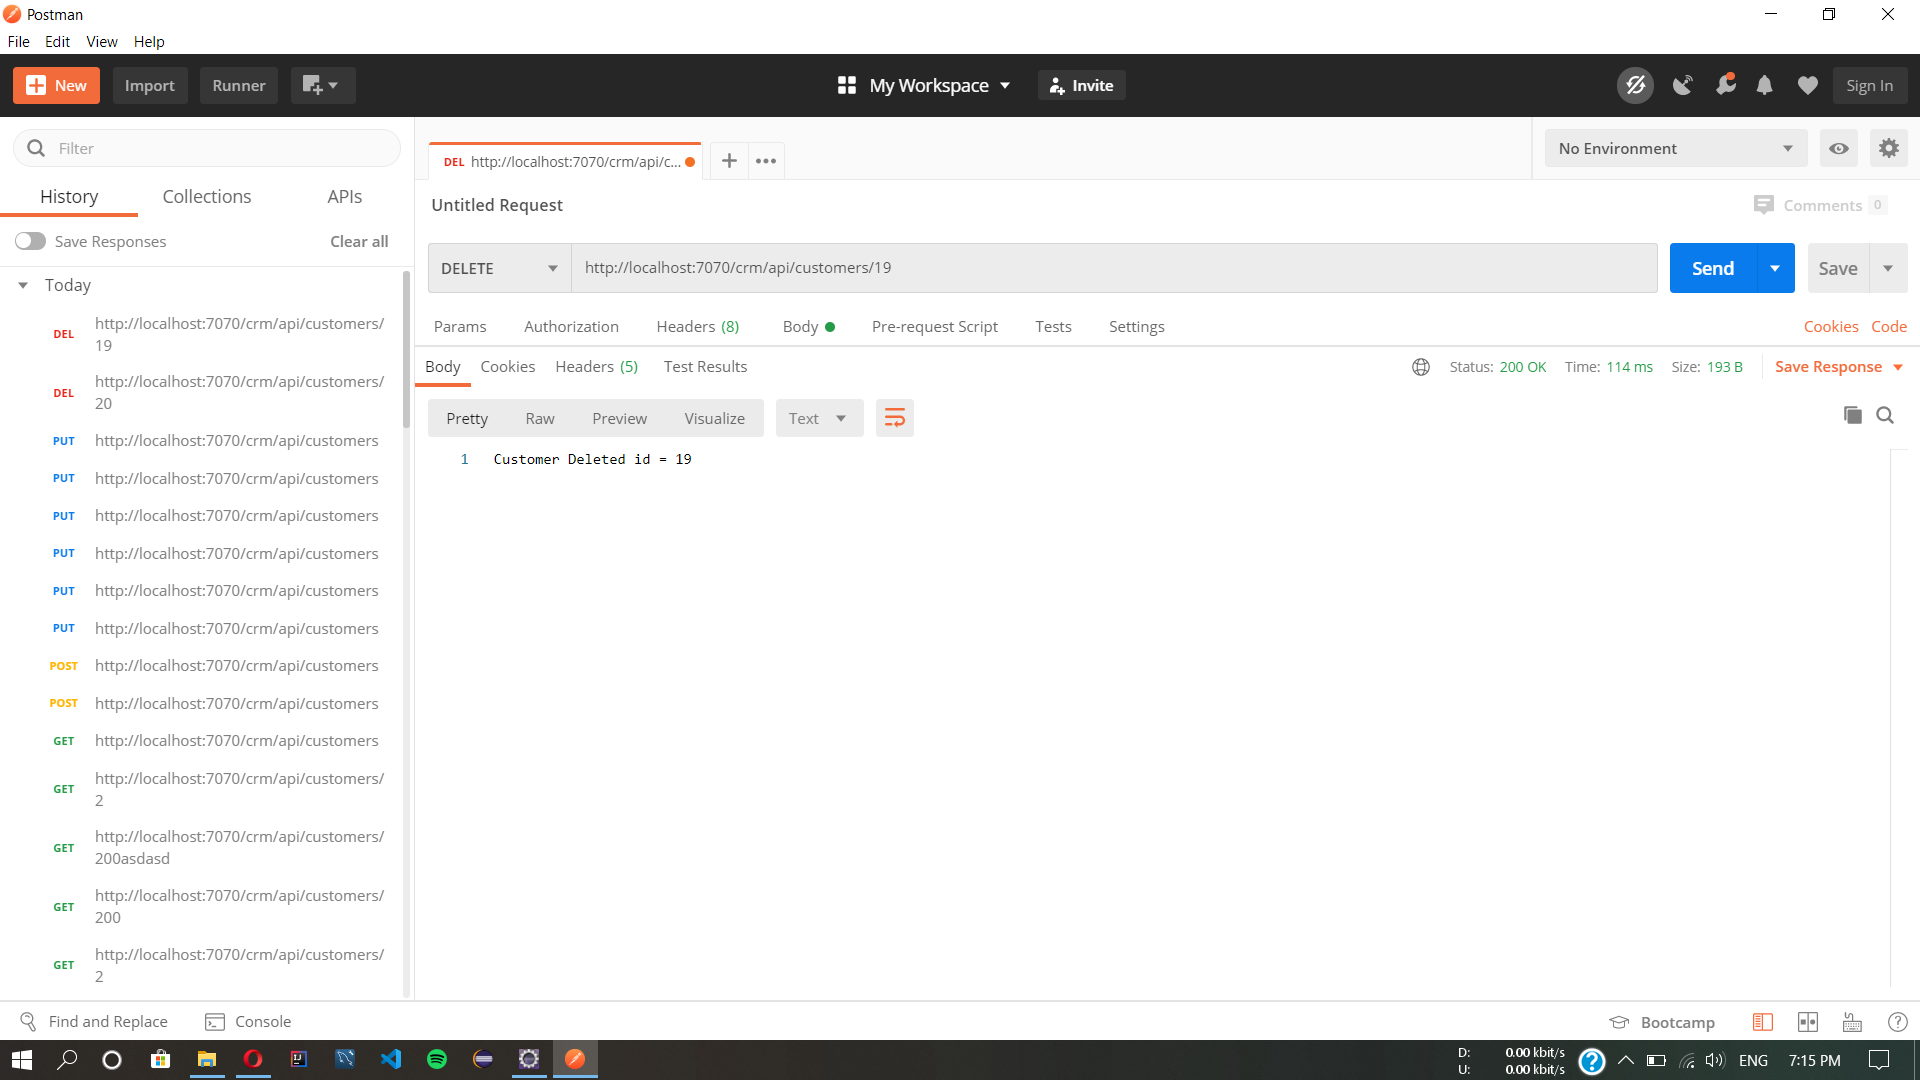 Postman
File Edit View Help
New Import Runner My Workspace Invite Sign In
Filter
History Collections APIs
Save Responses Clear all
Today
DEL http://localhost:7070/crm/api/customers/
19
DEL http://localhost:7070/crm/api/customers/
20
PUT http://localhost:7070/crm/api/customers
PUT http://localhost:7070/crm/api/customers
PUT http://localhost:7070/crm/api/customers
PUT http://localhost:7070/crm/api/customers
PUT http://localhost:7070/crm/api/customers
PUT http://localhost:7070/crm/api/customers
POST http://localhost:7070/crm/api/customers
POST http://localhost:7070/crm/api/customers
GET http://localhost:7070/crm/api/customers
GET http://localhost:7070/crm/api/customers/
2
GET http://localhost:7070/crm/api/customers/
200asdasd
GET http://localhost:7070/crm/api/customers/
200
GET http://localhost:7070/crm/api/customers/
2
DEL http://localhost:7070/crm/api/c...
No Environment
Untitled Request
Comments 0
DELETE http://localhost:7070/crm/api/customers/19 Send Save
Params Authorization Headers (8) Body Pre-request Script Tests Settings Cookies Code
Body Cookies Headers (5) Test Results Status: 200 OK Time: 114 ms Size: 193 B Save Response
Pretty Raw Preview Visualize Text
1 Customer Deleted id = 19
Find and Replace Console Bootcamp
D: 0.00 kbit/s
U: 0.00 kbit/s
ENG 7:15 PM